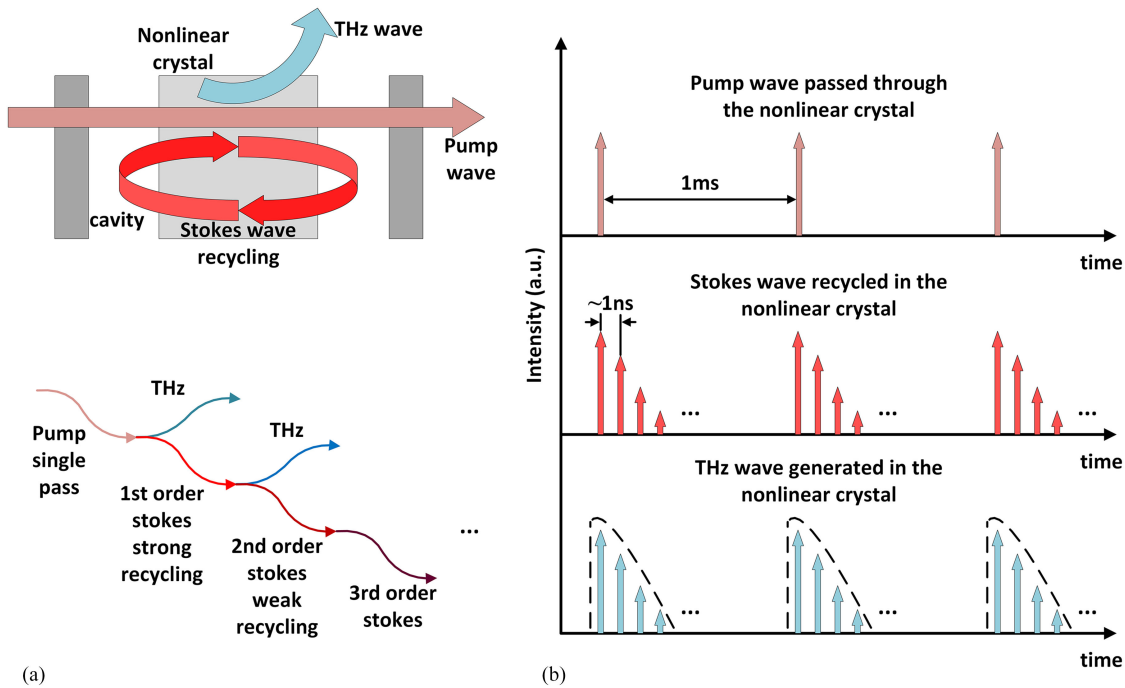 Nonlinear
crystal
THz wave
Pump
wave
cavity
Stokes wave
recycling
THz
THz
Pump
single
pass
1st order
stokes
strong
recycling
2nd order
stokes
weak
recycling
3rd order
stokes
...
(a)
Intensity (a.u.)
Pump wave passed through
the nonlinear crystal
1ms
time
Stokes wave recycled in the
nonlinear crystal
~1ns
...
...
...
time
THz wave generated in the
nonlinear crystal
...
...
...
time
(b)